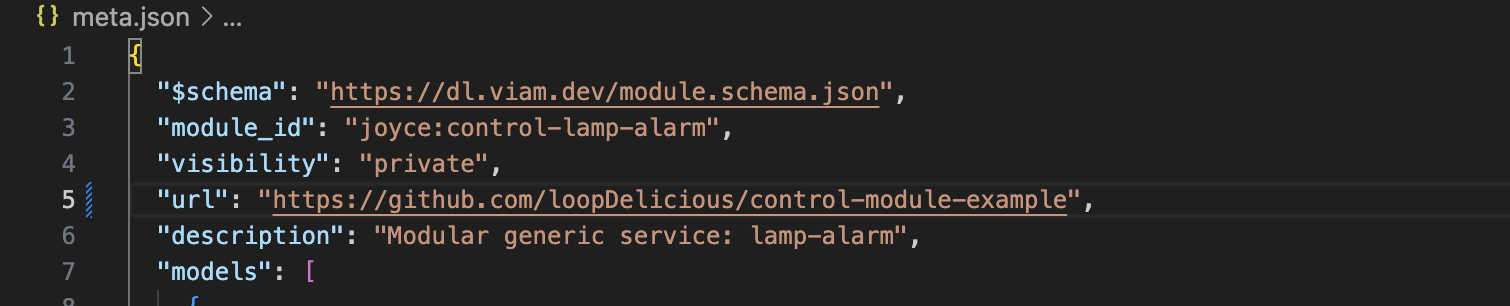 {} meta.json > ...
1 {
2 "$schema": "https://dl.viam.dev/module.schema.json",
3 "module_id": "joyce:control-lamp-alarm",
4 "visibility": "private",
5 "url": "https://github.com/loopDelicious/control-module-example",
6 "description": "Modular generic service: lamp-alarm",
7 "models": [
8 {